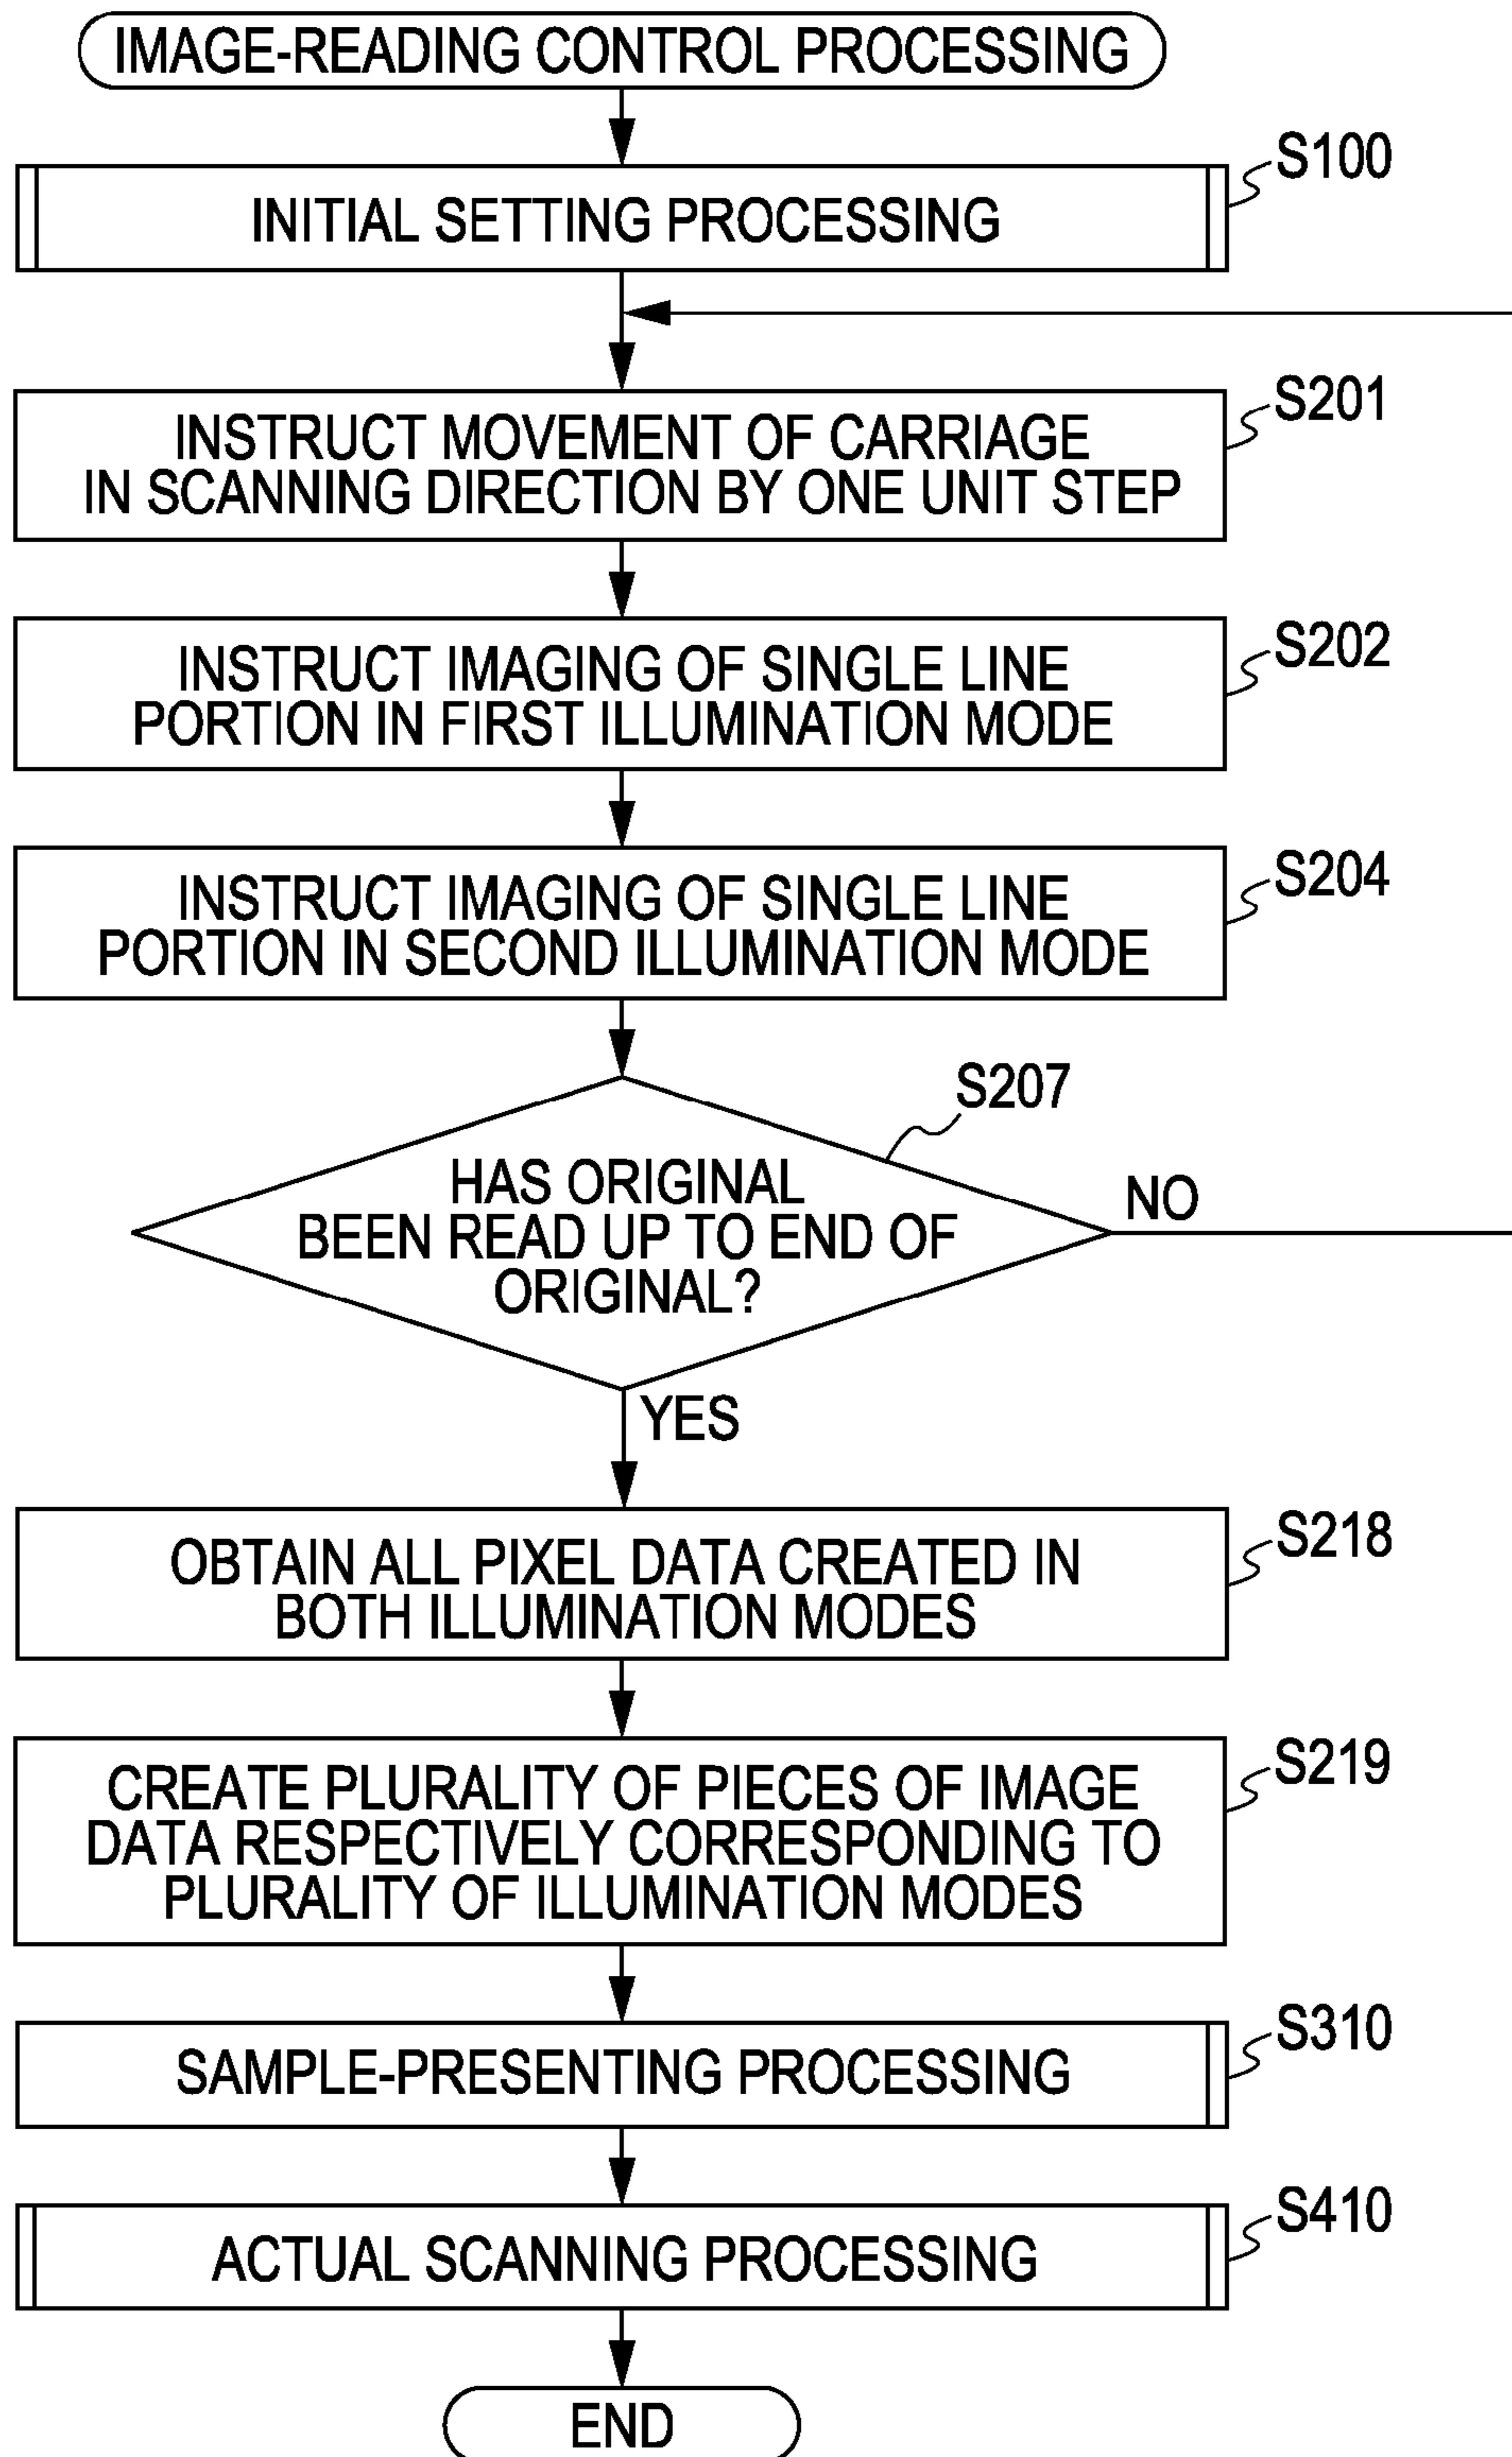 IMAGE-READING CONTROL PROCESSING
S100
INITIAL SETTING PROCESSING
S201
INSTRUCT MOVEMENT OF CARRIAGE
IN SCANNING DIRECTION BY ONE UNIT STEP
S202
INSTRUCT IMAGING OF SINGLE LINE
PORTION IN FIRST ILLUMINATION MODE
S204
INSTRUCT IMAGING OF SINGLE LINE
PORTION IN SECOND ILLUMINATION MODE
S207
HAS ORIGINAL
BEEN READ UP TO END OF
ORIGINAL?
NO
YES
S218
OBTAIN ALL PIXEL DATA CREATED IN
BOTH ILLUMINATION MODES
S219
CREATE PLURALITY OF PIECES OF IMAGE
DATA RESPECTIVELY CORRESPONDING TO
PLURALITY OF ILLUMINATION MODES
S310
SAMPLE-PRESENTING PROCESSING
S410
ACTUAL SCANNING PROCESSING
END